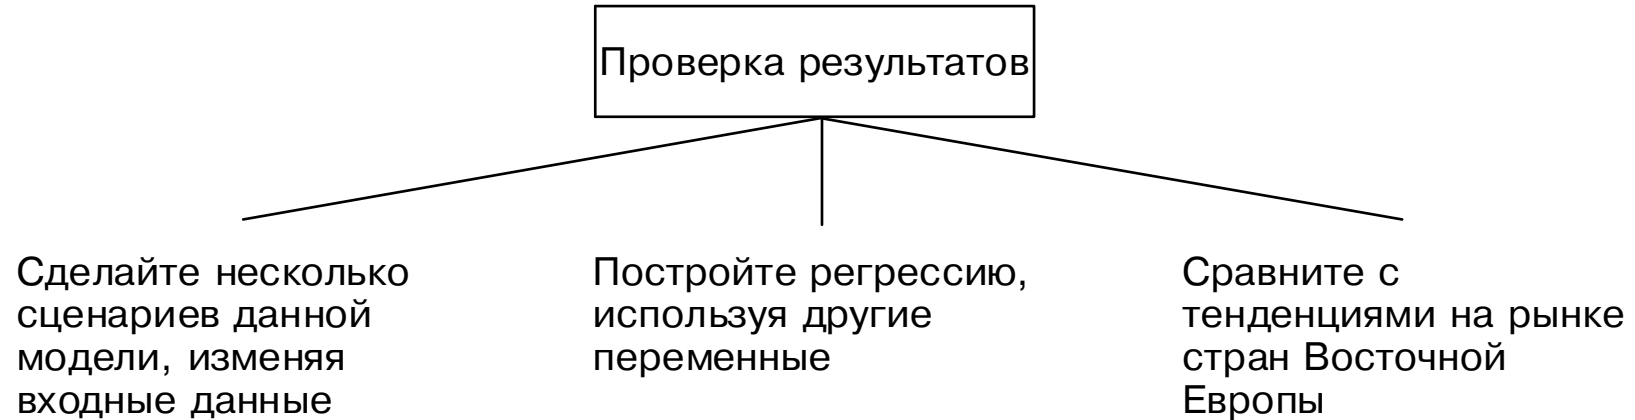 Проверка результатов
Сделайте несколько
сценариев данной
модели, изменяя
входные данные
Постройте регрессию,
используя другие
переменные
Сравните с
тенденциями на рынке
стран Восточной
Европы